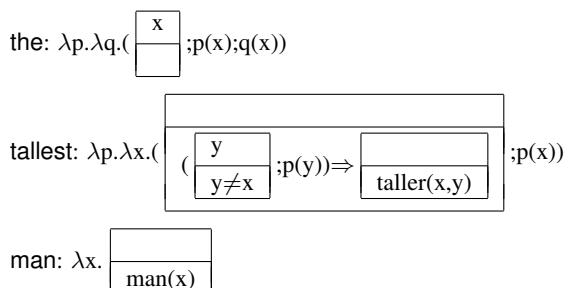 x
the: λp.λq.( ;p(x);q(x))
tallest: λp.λx.( ( y ;p(y))⇒ ;p(x))
y≠x taller(x,y)
man: λx.
man(x)